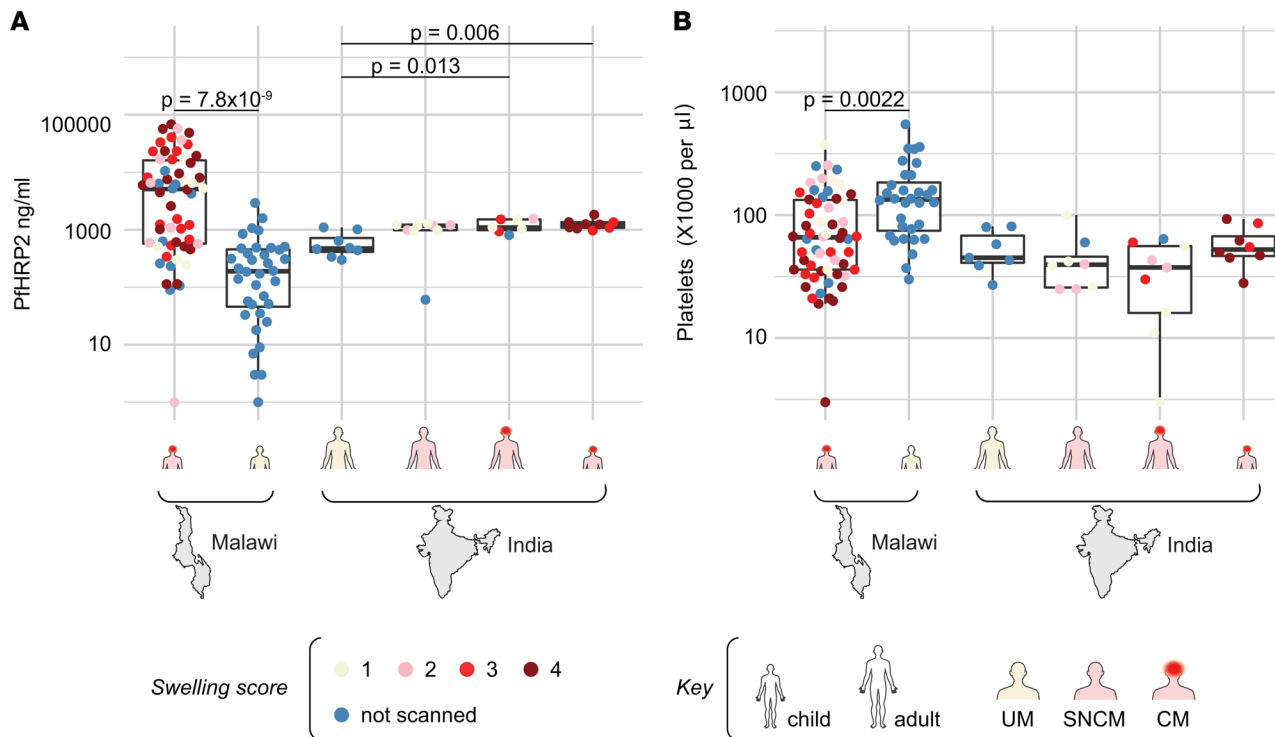 A
PfHRP2 ng/ml
100000
1000
10
p = 0.006
p = 0.013
p = 7.8x10⁻⁹
Malawi
India
B
Platelets (X1000 per µl)
1000
100
10
p = 0.0022
Malawi
India
Swelling score
1 2 3 4
not scanned
Key
child adult UM SNCM CM